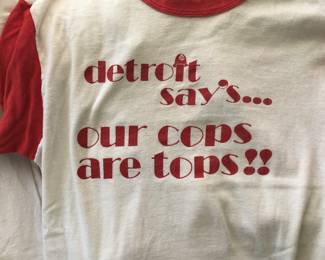 detroit
say's...
our cops
are tops!!